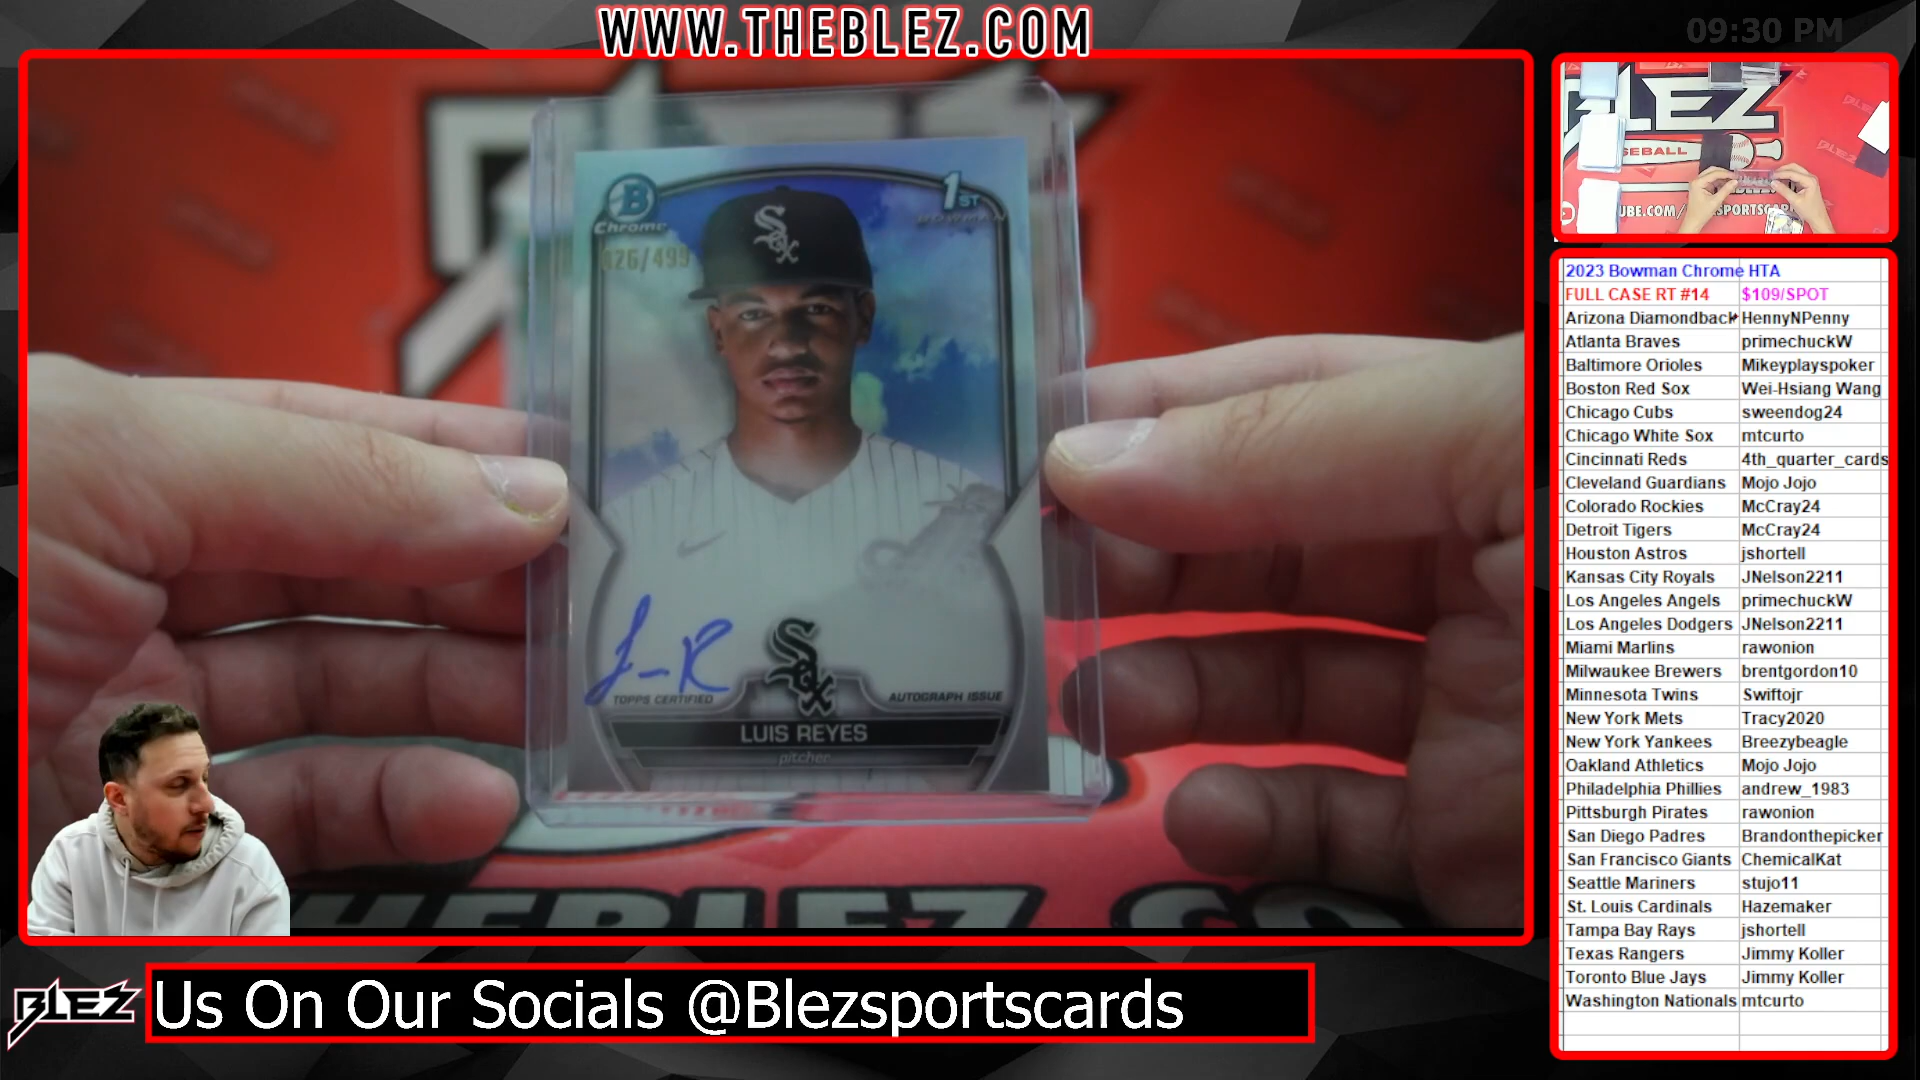 WWW.THEBLEZ.COM
09:30 PM
B
Chrome
1ST
BOWMAN
426/499
Sox
TOPPS CERTIFIED
AUTOGRAPH ISSUE
Sox
LUIS REYES
pitcher
BLEZ
Us On Our Socials @Blezsportscards
BLEZ
SEBALL
2023 Bowman Chrome HTA
FULL CASE RT #14 $109/SPOT
Arizona Diamondback HennyNPenny
Atlanta Braves primechuckW
Baltimore Orioles Mikeyplayspoker
Boston Red Sox Wei-Hsiang Wang
Chicago Cubs sweendog24
Chicago White Sox mtcurto
Cincinnati Reds 4th_quarter_cards
Cleveland Guardians Mojo Jojo
Colorado Rockies McCray24
Detroit Tigers McCray24
Houston Astros jshortell
Kansas City Royals JNelson2211
Los Angeles Angels primechuckW
Los Angeles Dodgers JNelson2211
Miami Marlins rawonion
Milwaukee Brewers brentgordon10
Minnesota Twins Swiftojr
New York Mets Tracy2020
New York Yankees Breezybeagle
Oakland Athletics Mojo Jojo
Philadelphia Phillies andrew_1983
Pittsburgh Pirates rawonion
San Diego Padres Brandonthepicker
San Francisco Giants ChemicalKat
Seattle Mariners stujo11
St. Louis Cardinals Hazemaker
Tampa Bay Rays jshortell
Texas Rangers Jimmy Koller
Toronto Blue Jays Jimmy Koller
Washington Nationals mtcurto